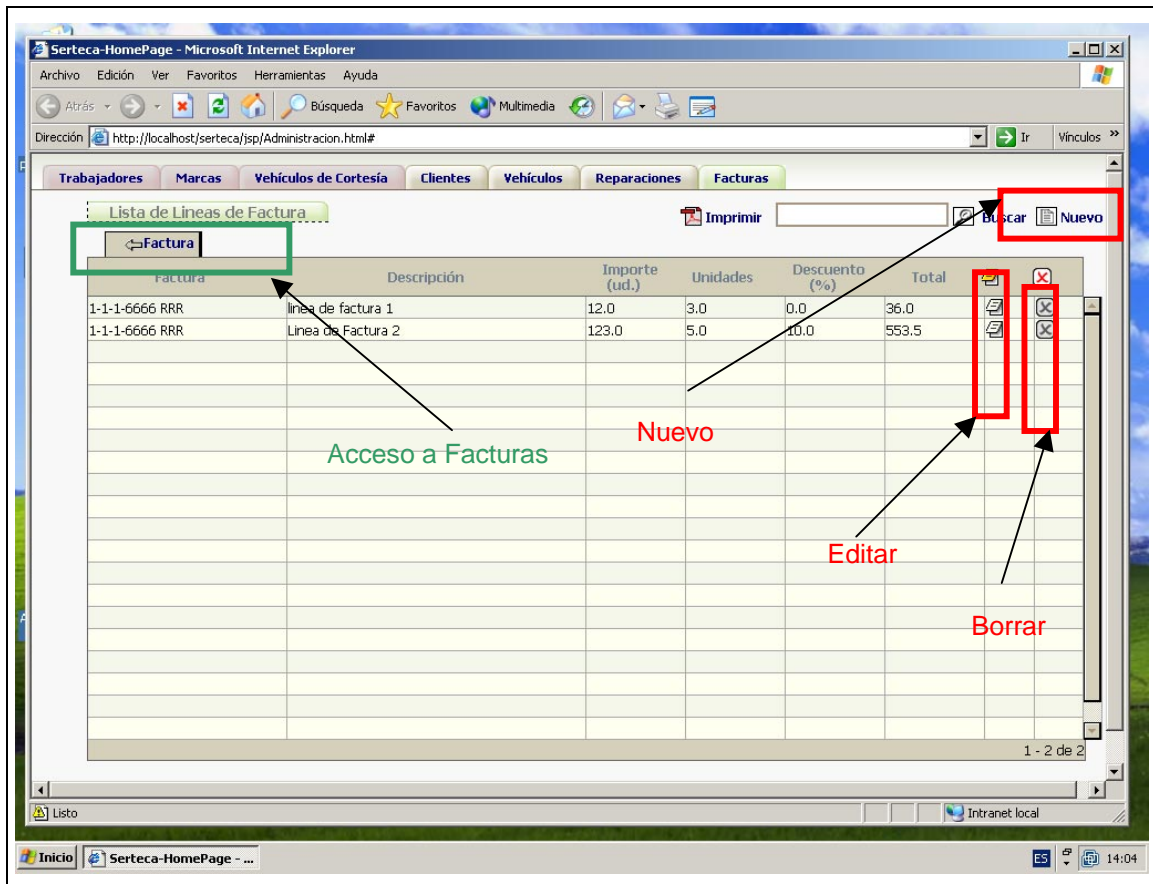 Serteca-HomePage - Microsoft Internet Explorer
Archivo Edición Ver Favoritos Herramientas Ayuda
Atrás Búsqueda Favoritos Multimedia
Dirección http://localhost/serteca/jsp/Administracion.html# Ir Vínculos »
Trabajadores Marcas Vehículos de Cortesía Clientes Vehículos Reparaciones Facturas
Lista de Lineas de Factura Imprimir Buscar Nuevo
Factura
Factura Descripción Importe (ud.) Unidades Descuento (%) Total
1-1-1-6666 RRR linea de factura 1 12.0 3.0 0.0 36.0
1-1-1-6666 RRR Linea de Factura 2 123.0 5.0 10.0 553.5
Nuevo
Acceso a Facturas
Editar
Borrar
1 - 2 de 2
Listo Intranet local
Inicio Serteca-HomePage - ... ES 14:04